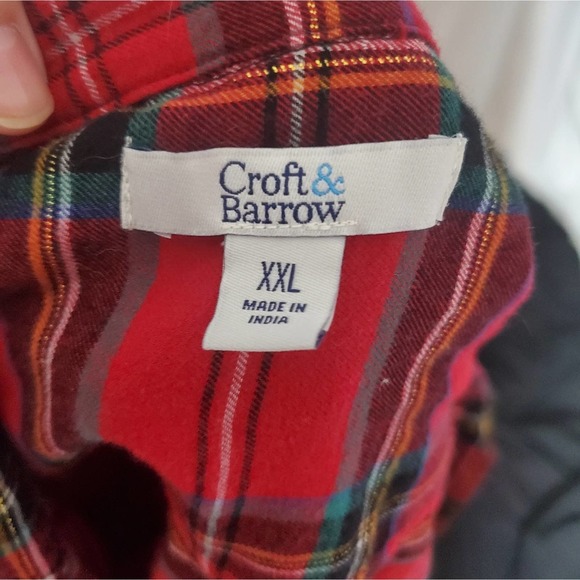 Croft&
Barrow
XXL
MADE IN
INDIA